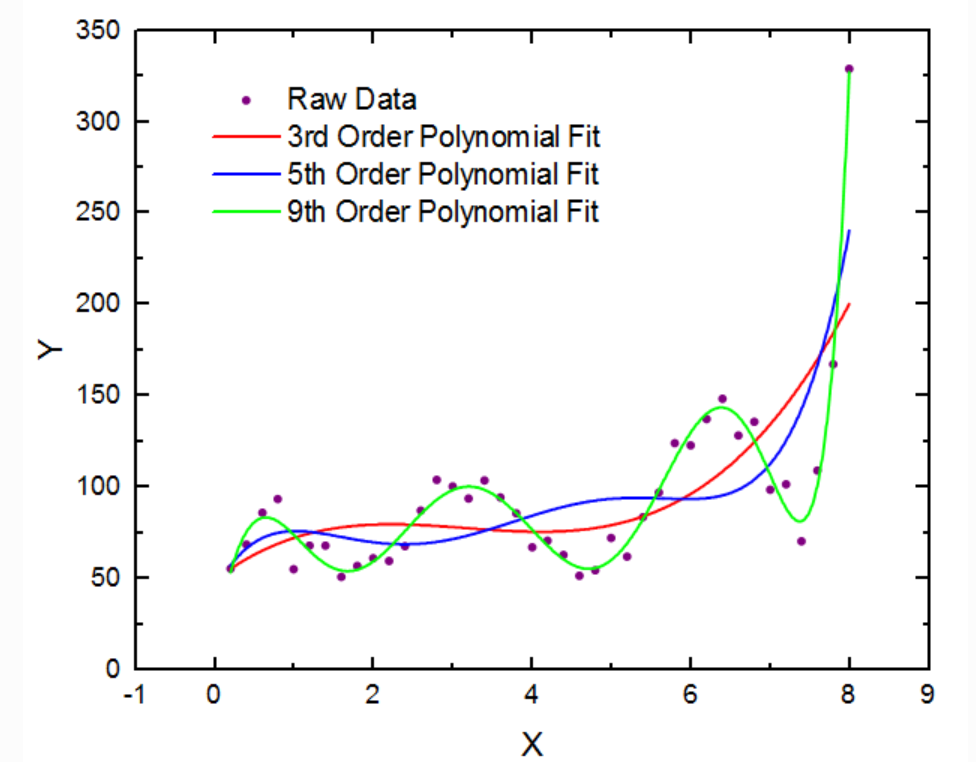 350
300
250
200
150
100
50
0
Y
Raw Data
3rd Order Polynomial Fit
5th Order Polynomial Fit
9th Order Polynomial Fit
-1 0 2 4 6 8 9
X